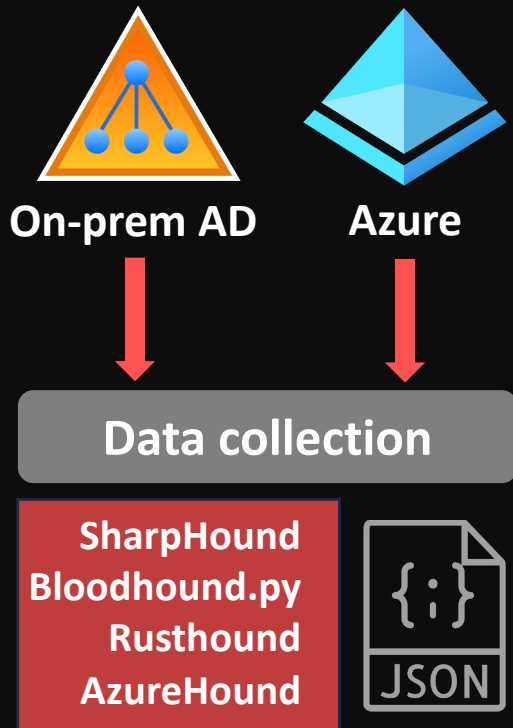 On-prem AD
Azure
Data collection
SharpHound
Bloodhound.py
Rusthound
AzureHound
{;}
JSON